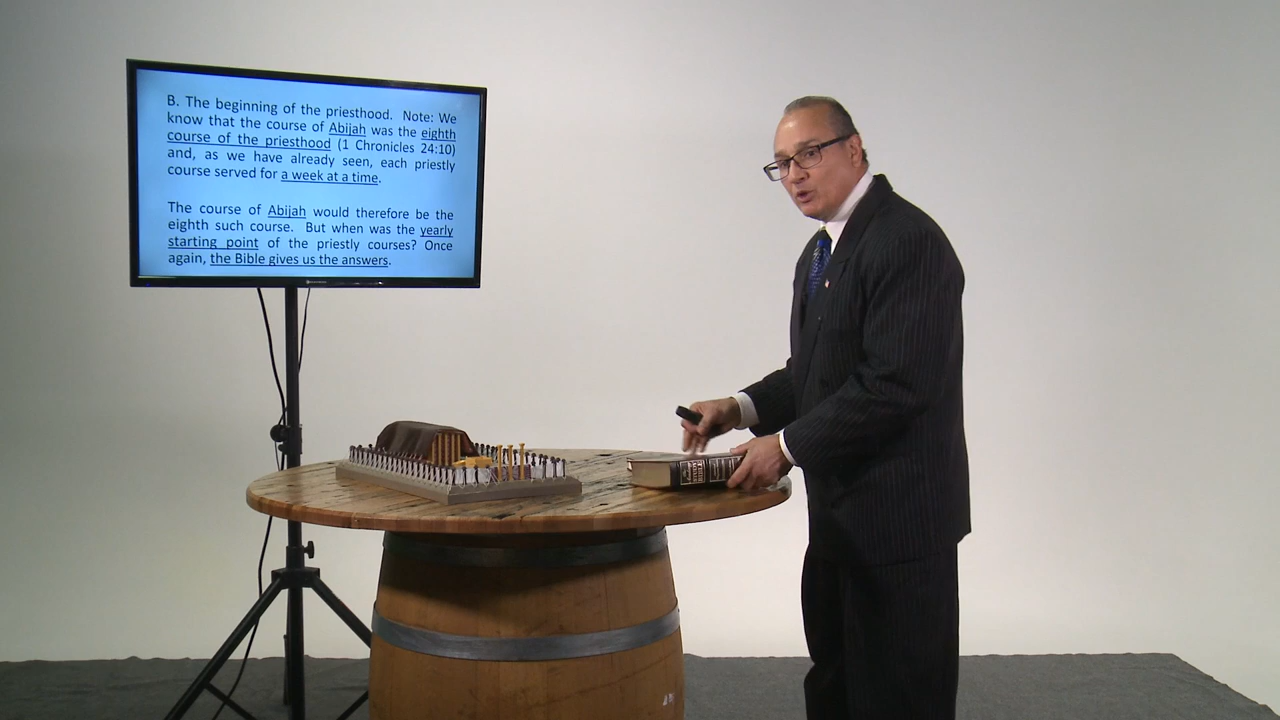 B. The beginning of the priesthood. Note: We
know that the course of Abijah was the eighth
course of the priesthood (1 Chronicles 24:10)
and, as we have already seen, each priestly
course served for a week at a time.
The course of Abijah would therefore be the
eighth such course. But when was the yearly
starting point of the priestly courses? Once
again, the Bible gives us the answers.